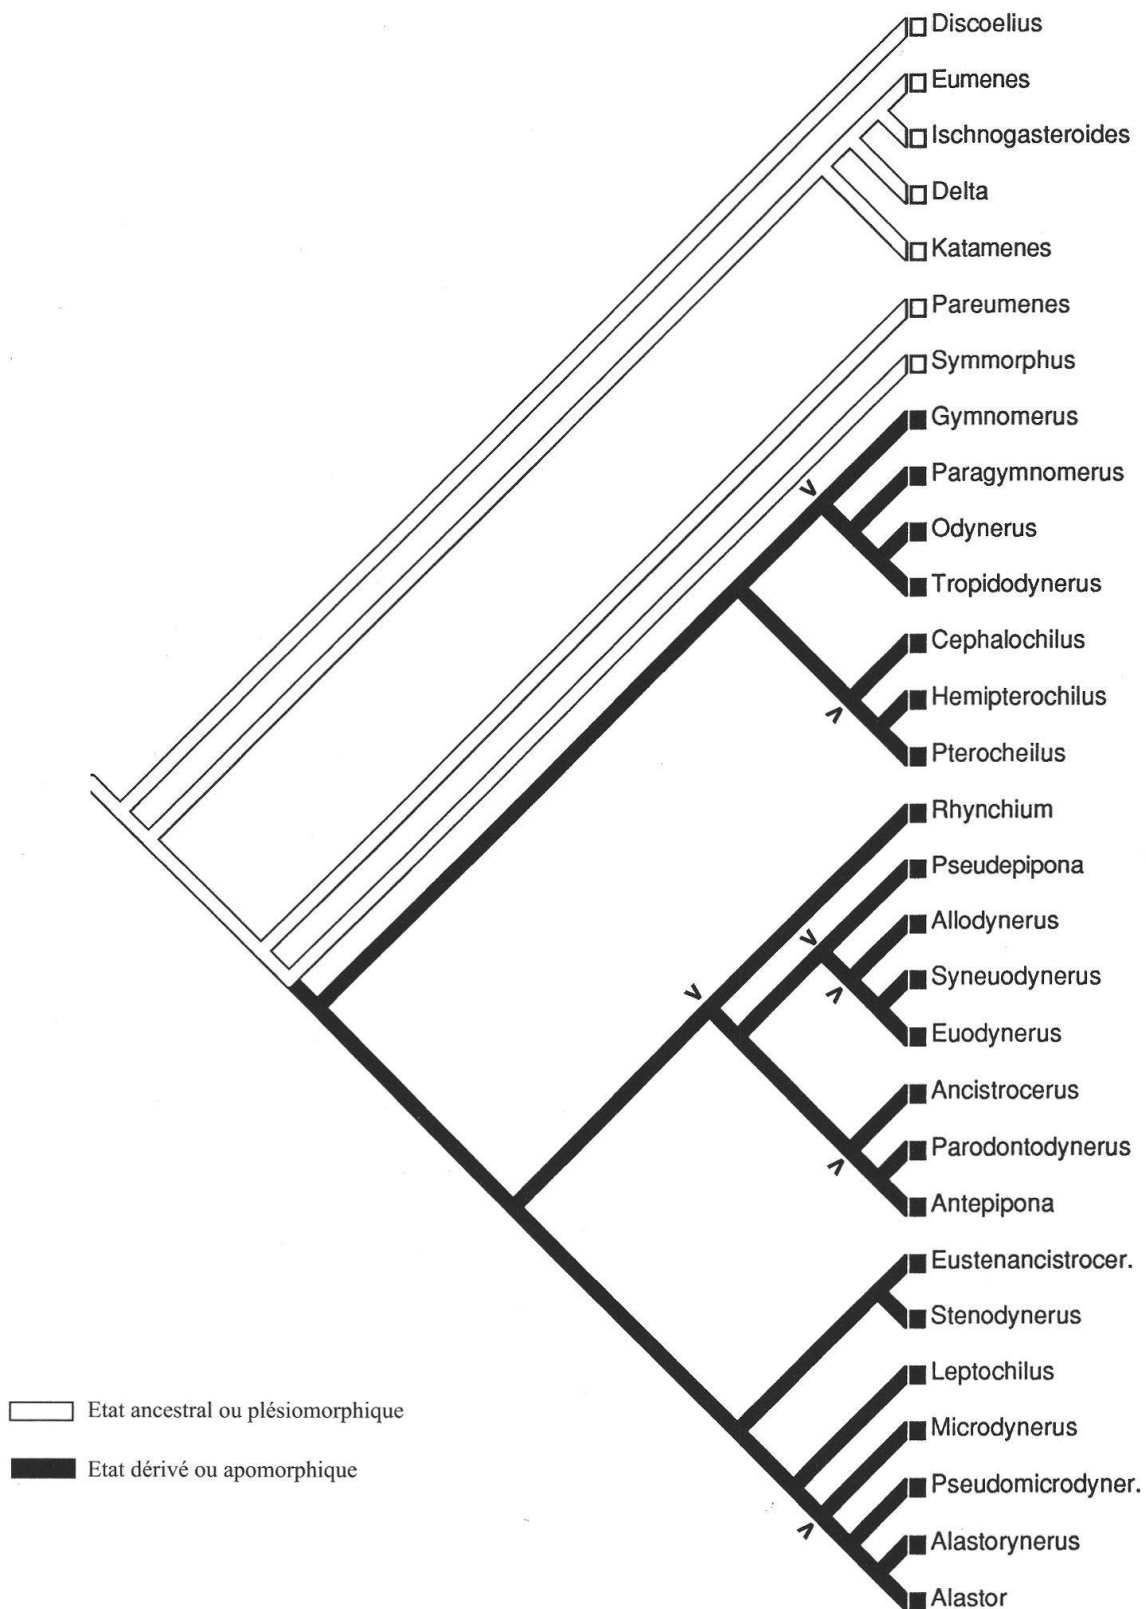 Discoelius
Eumenes
Ischnogasteroides
Delta
Katamenes
Pareumenes
Symmorphus
Gymnomerus
Paragymnomerus
Odynerus
Tropidodynerus
Cephalochilus
Hemipterochilus
Pterocheilus
Rhynchium
Pseudepipona
Allodynerus
Syneuodynerus
Euodynerus
Ancistrocerus
Parodontodynerus
Antepipona
Eustenancistrocer.
Stenodynerus
Leptochilus
Microdynerus
Pseudomicrodyner.
Alastorynerus
Alastor
Etat ancestral ou plésiomorphique
Etat dérivé ou apomorphique